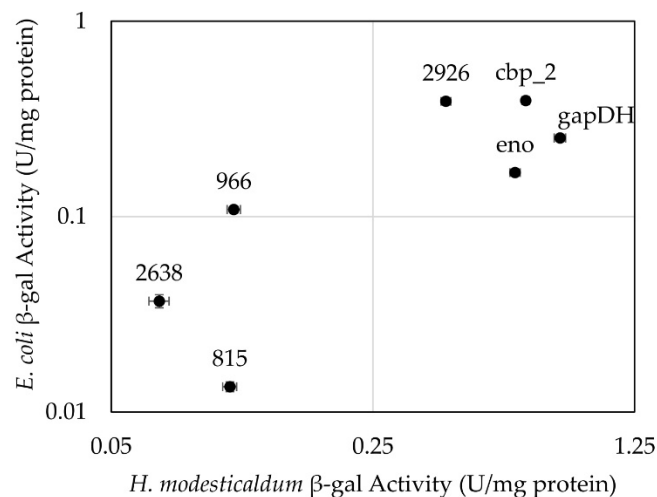 E. coli β-gal Activity (U/mg protein)
1
0.1
0.01
2926
cbp_2
gapDH
eno
966
2638
815
0.05
0.25
1.25
H. modesticaldum β-gal Activity (U/mg protein)